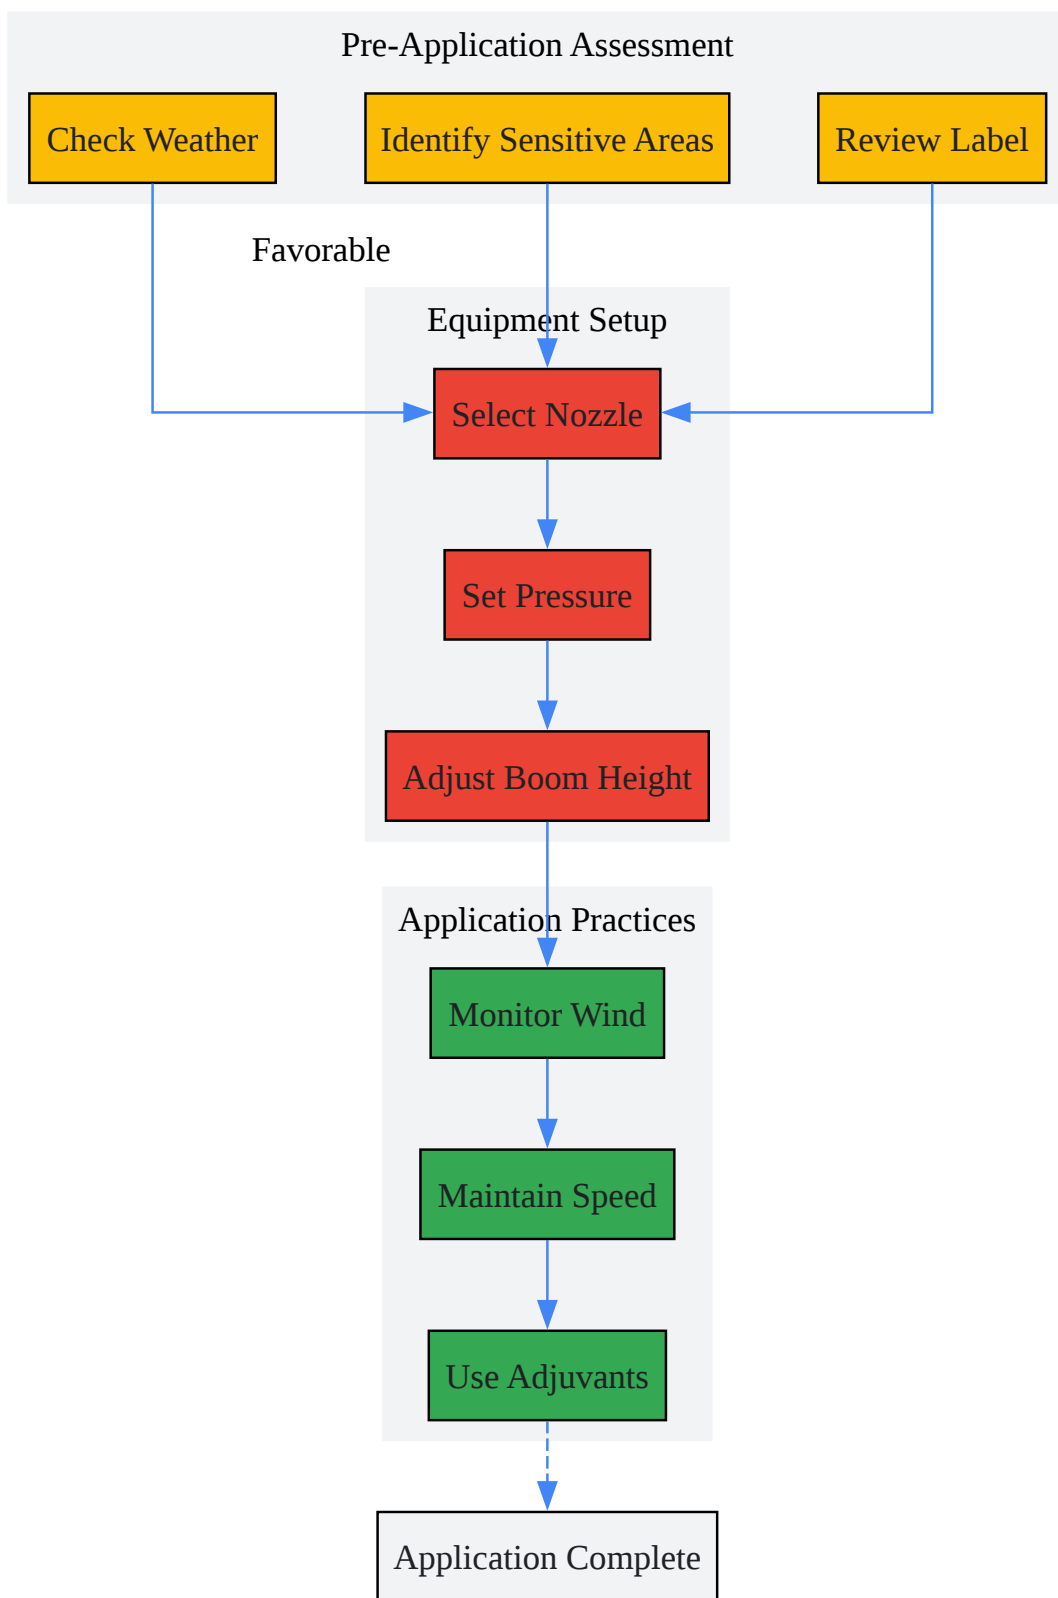 Pre-Application Assessment
Check Weather
Identify Sensitive Areas
Review Label
Favorable
Equipment Setup
Select Nozzle
Set Pressure
Adjust Boom Height
Application Practices
Monitor Wind
Maintain Speed
Use Adjuvants
Application Complete